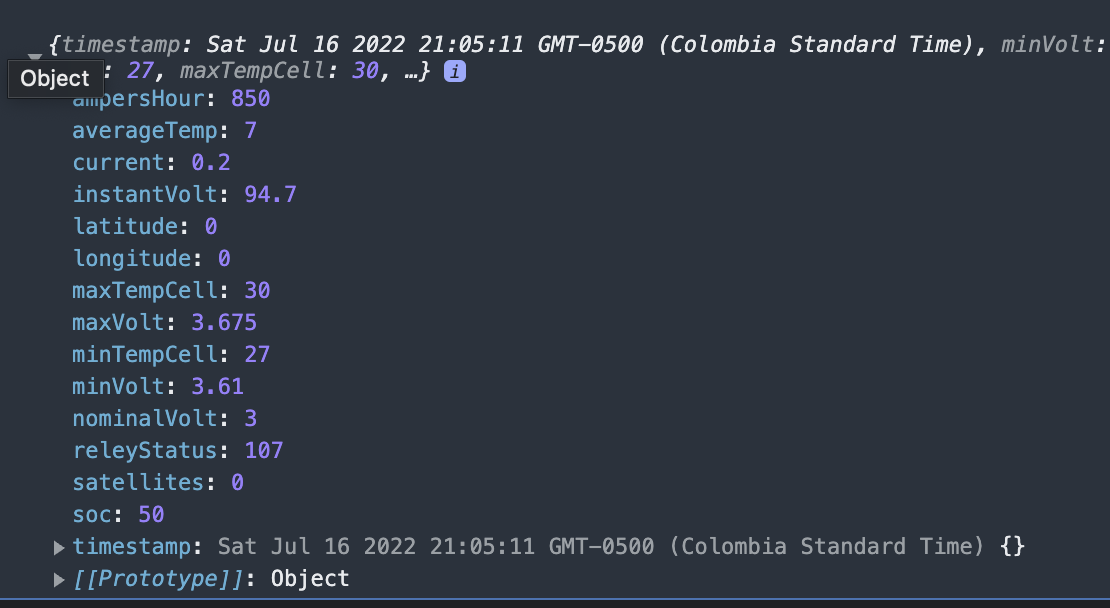 {timestamp: Sat Jul 16 2022 21:05:11 GMT−0500 (Colombia Standard Time), minVolt:
: 27, maxTempCell: 30, …} i
Object
ampersHour: 850
averageTemp: 7
current: 0.2
instantVolt: 94.7
latitude: 0
longitude: 0
maxTempCell: 30
maxVolt: 3.675
minTempCell: 27
minVolt: 3.61
nominalVolt: 3
releyStatus: 107
satellites: 0
soc: 50
timestamp: Sat Jul 16 2022 21:05:11 GMT−0500 (Colombia Standard Time) {}
[[Prototype]]: Object